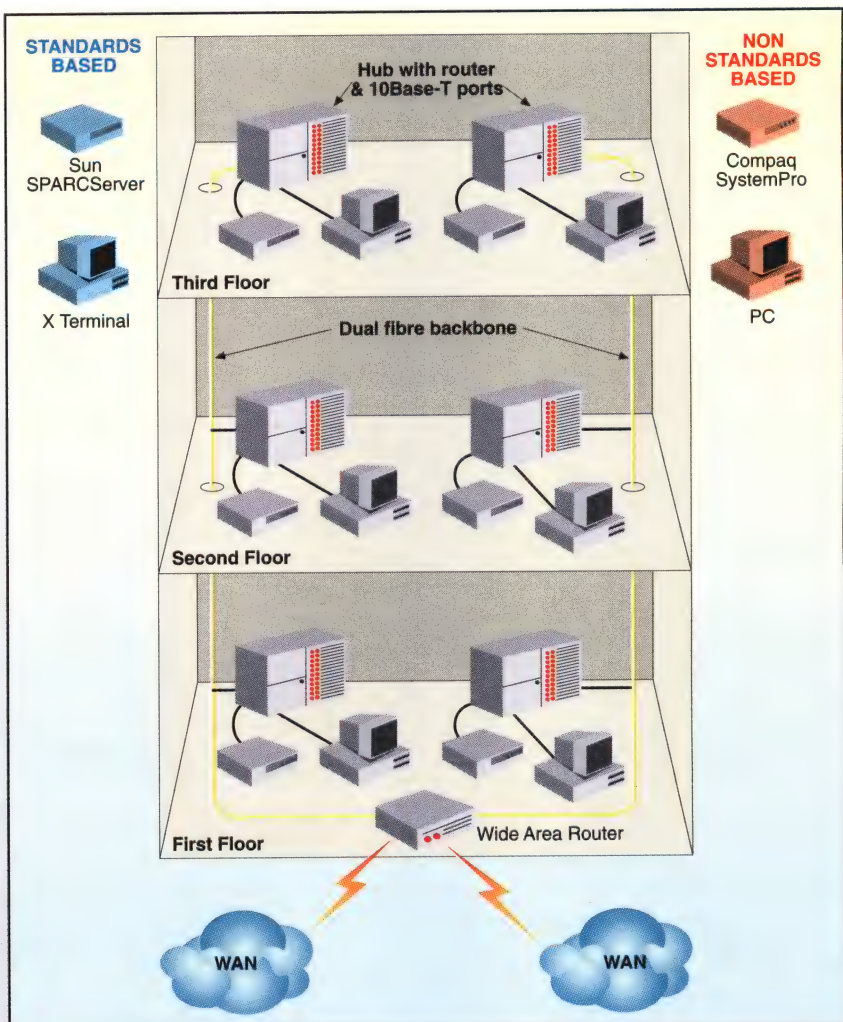 STANDARDS
BASED
Sun
SPARCServer
X Terminal
Hub with router
& 10Base-T ports
Third Floor
Dual fibre backbone
Second Floor
First Floor
Wide Area Router
WAN
WAN
NON
STANDARDS
BASED
Compaq
SystemPro
PC